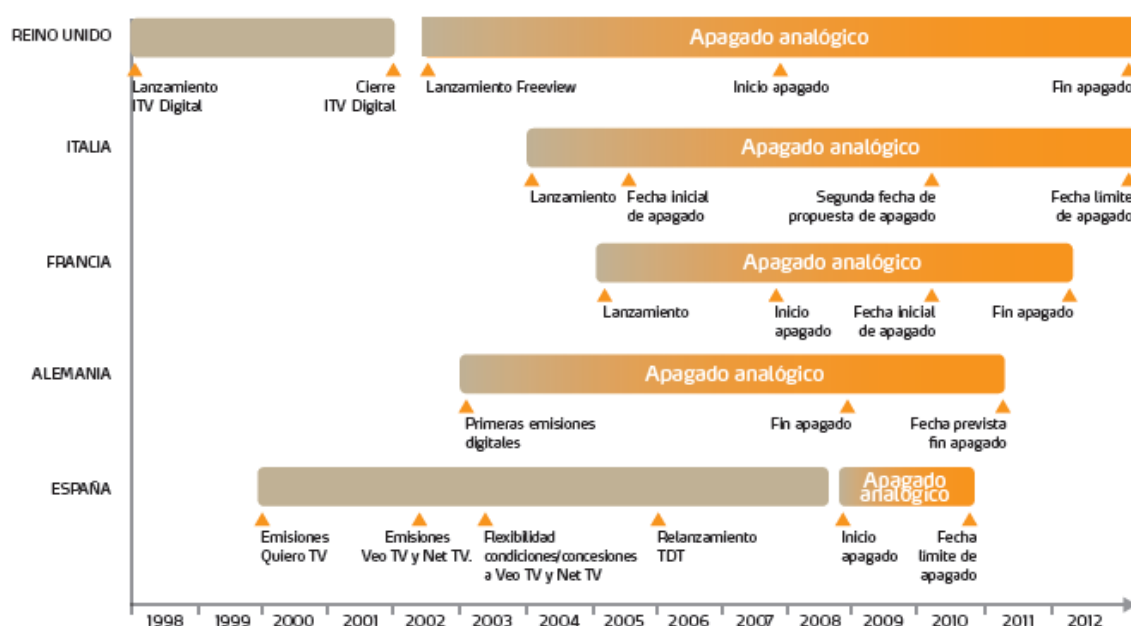 REINO UNIDO
Apagado analógico
Lanzamiento
ITV Digital
Cierre
ITV Digital
Lanzamiento Freeview
Inicio apagado
Fin apagado
ITALIA
Apagado analógico
Lanzamiento
Fecha inicial
de apagado
Segunda fecha de
propuesta de apagado
Fecha límite
de apagado
FRANCIA
Apagado analógico
Lanzamiento
Inicio
apagado
Fecha inicial
de apagado
Fin apagado
ALEMANIA
Apagado analógico
Primeras emisiones
digitales
Fin apagado
Fecha prevista
fin apagado
ESPAÑA
Apagado
analógico
Emisiones
Quiero TV
Emisiones
Veo TV y Net TV.
Flexibilidad
condiciones/concesiones
a Veo TV y Net TV
Relanzamiento
TDT
Inicio
apagado
Fecha
límite de
apagado
1998 1999 2000 2001 2002 2003 2004 2005 2006 2007 2008 2009 2010 2011 2012